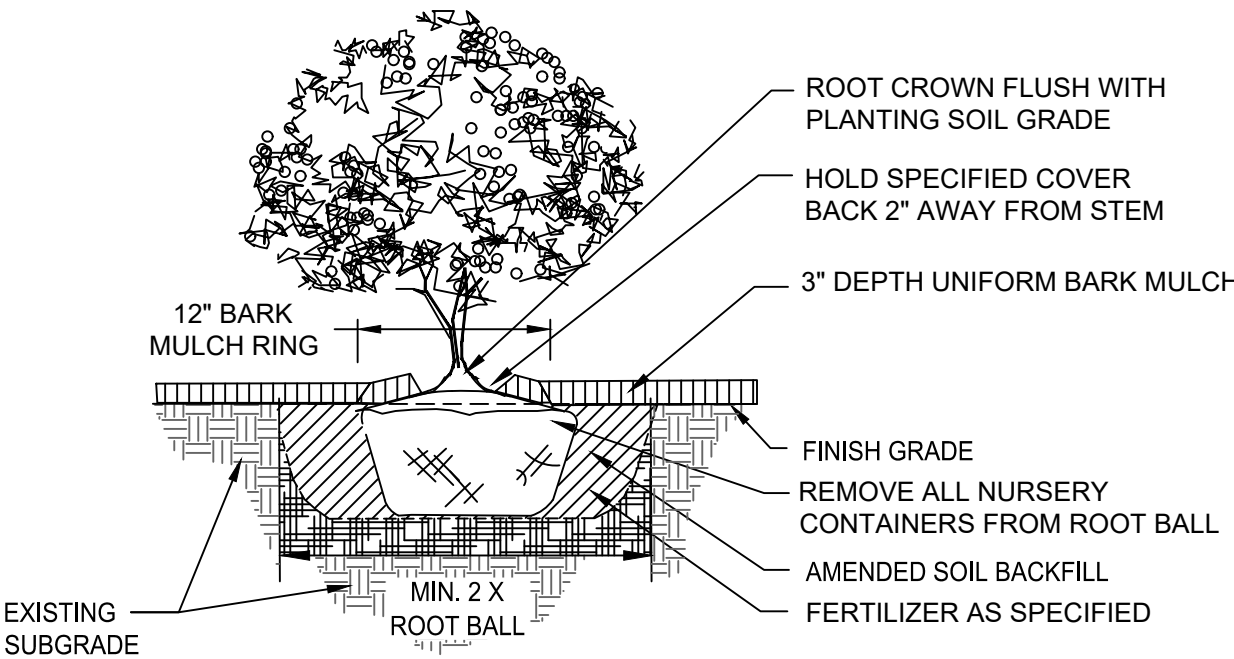 ROOT CROWN FLUSH WITH
PLANTING SOIL GRADE
HOLD SPECIFIED COVER
BACK 2" AWAY FROM STEM
3" DEPTH UNIFORM BARK MULCH
12" BARK
MULCH RING
FINISH GRADE
REMOVE ALL NURSERY
CONTAINERS FROM ROOT BALL
AMENDED SOIL BACKFILL
FERTILIZER AS SPECIFIED
MIN. 2 X
ROOT BALL
EXISTING
SUBGRADE